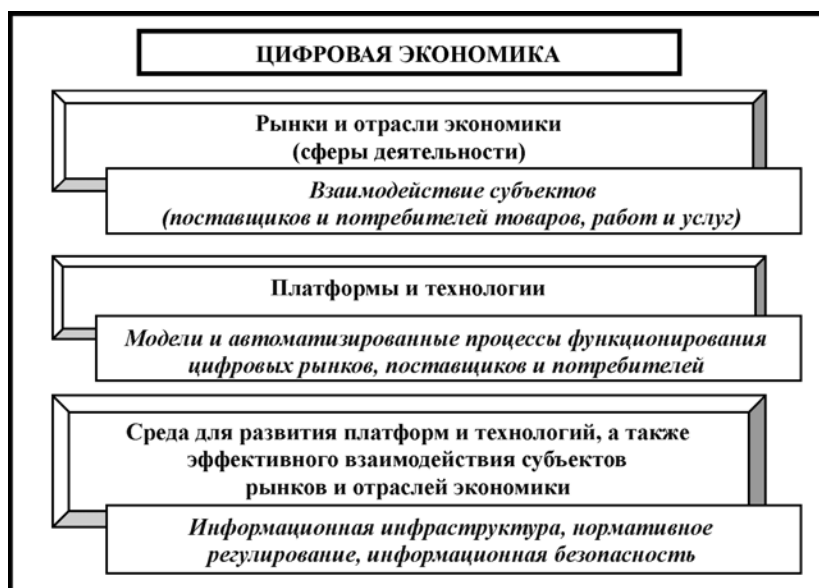 ЦИФРОВАЯ ЭКОНОМИКА
Рынки и отрасли экономики
(сферы деятельности)
Взаимодействие субъектов
(поставщиков и потребителей товаров, работ и услуг)
Платформы и технологии
Модели и автоматизированные процессы функционирования
цифровых рынков, поставщиков и потребителей
Среда для развития платформ и технологий, а также
эффективного взаимодействия субъектов
рынков и отраслей экономики
Информационная инфраструктура, нормативное
регулирование, информационная безопасность